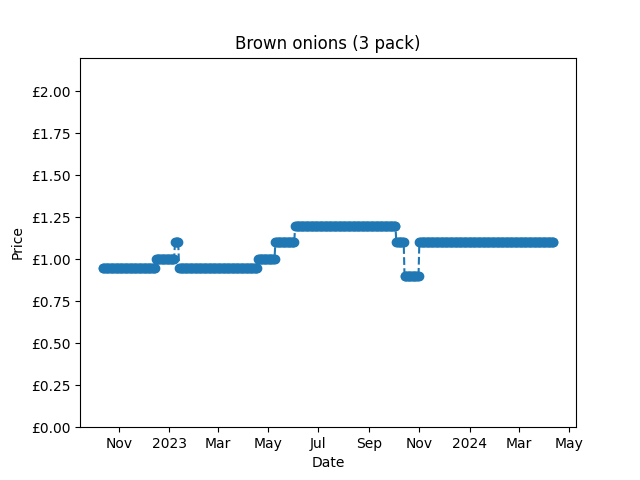 Brown onions (3 pack)
£2.00
£1.75
£1.50
£1.25
£1.00
£0.75
£0.50
£0.25
£0.00
Price
Nov 2023 Mar May Jul Sep Nov 2024 Mar May
Date